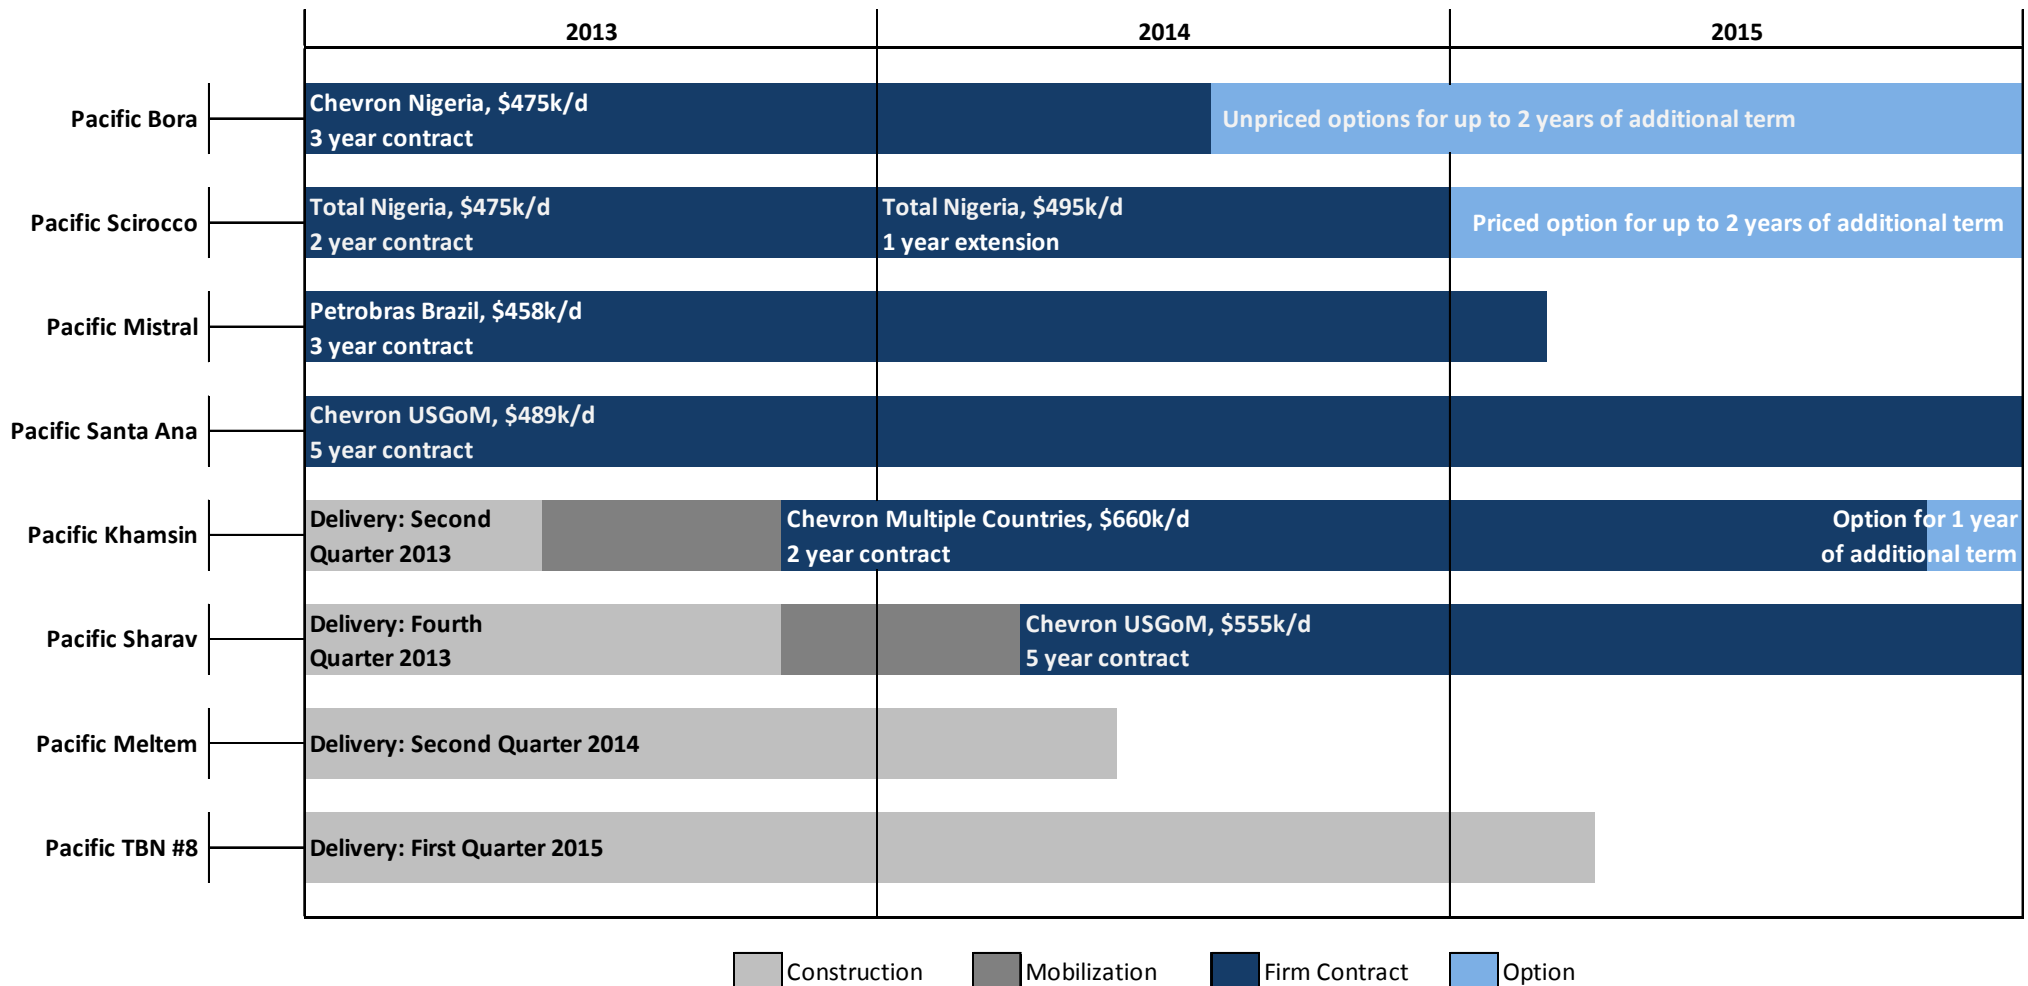 2013 2014 2015
Pacific Bora
Chevron Nigeria, $475k/d
3 year contract
Unpriced options for up to 2 years of additional term
Pacific Scirocco
Total Nigeria, $475k/d
2 year contract
Total Nigeria, $495k/d
1 year extension
Priced option for up to 2 years of additional term
Pacific Mistral
Petrobras Brazil, $458k/d
3 year contract
Pacific Santa Ana
Chevron USGoM, $489k/d
5 year contract
Pacific Khamsin
Delivery: Second
Quarter 2013
Chevron Multiple Countries, $660k/d
2 year contract
Option for 1 year
of additional term
Pacific Sharav
Delivery: Fourth
Quarter 2013
Chevron USGoM, $555k/d
5 year contract
Pacific Meltem
Delivery: Second Quarter 2014
Pacific TBN #8
Delivery: First Quarter 2015
Construction Mobilization Firm Contract Option